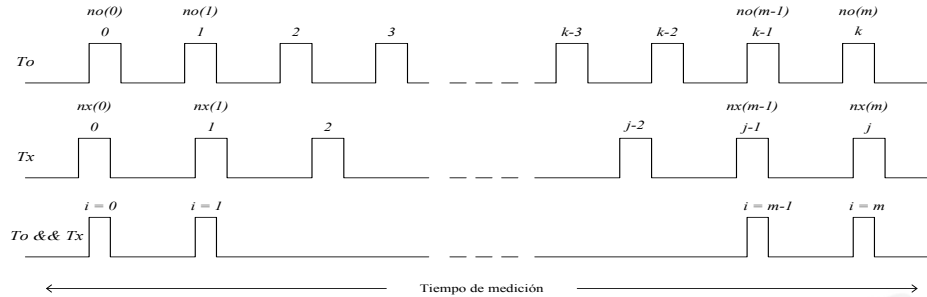 no(0) no(1) no(m-1) no(m)
0 1 2 3 k-3 k-2 k-1 k
To
nx(0) nx(1) nx(m-1) nx(m)
0 1 2 j-2 j-1 j
Tx
i = 0 i = 1 i = m-1 i = m
To && Tx
Tiempo de medición